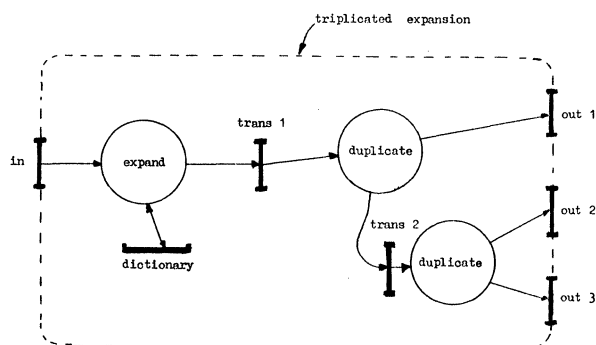 triplicated expansion
in
expand
dictionary
trans 1
duplicate
trans 2
duplicate
out 1
out 2
out 3